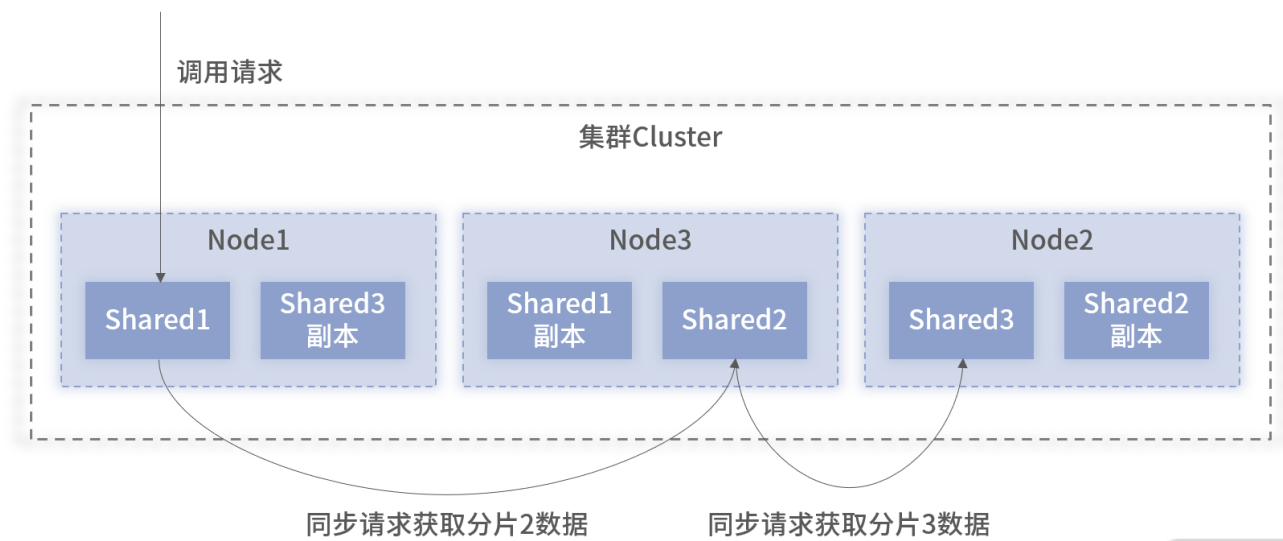 调用请求
集群Cluster
Node1
Node3
Node2
Shared1
Shared3
副本
Shared1
副本
Shared2
Shared3
Shared2
副本
同步请求获取分片2数据
同步请求获取分片3数据